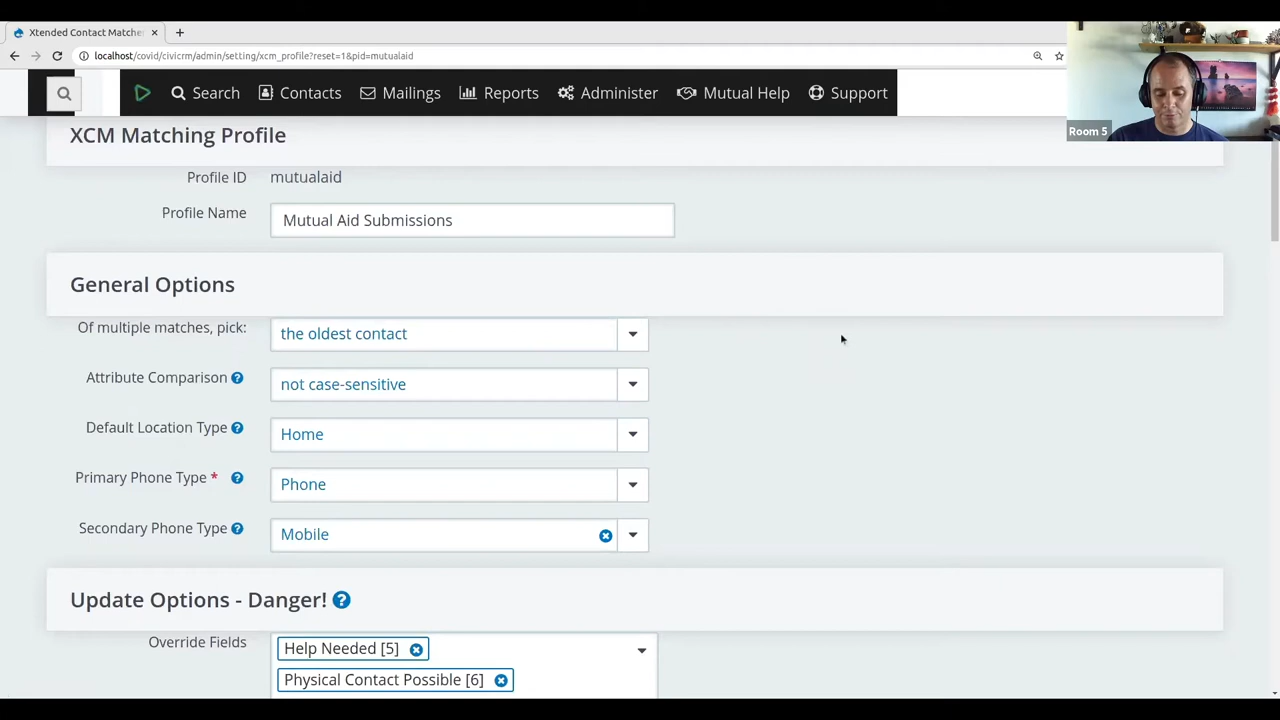 Xtended Contact Matche
localhost/covid/civicrm/admin/setting/xcm_profile?reset=1&pid=mutualaid
Search Contacts Mailings Reports Administer Mutual Help Support
Room 5
XCM Matching Profile
Profile ID mutualaid
Profile Name Mutual Aid Submissions
General Options
Of multiple matches, pick: the oldest contact
Attribute Comparison not case-sensitive
Default Location Type Home
Primary Phone Type * Phone
Secondary Phone Type Mobile
Update Options - Danger!
Override Fields Help Needed [5]
Physical Contact Possible [6]